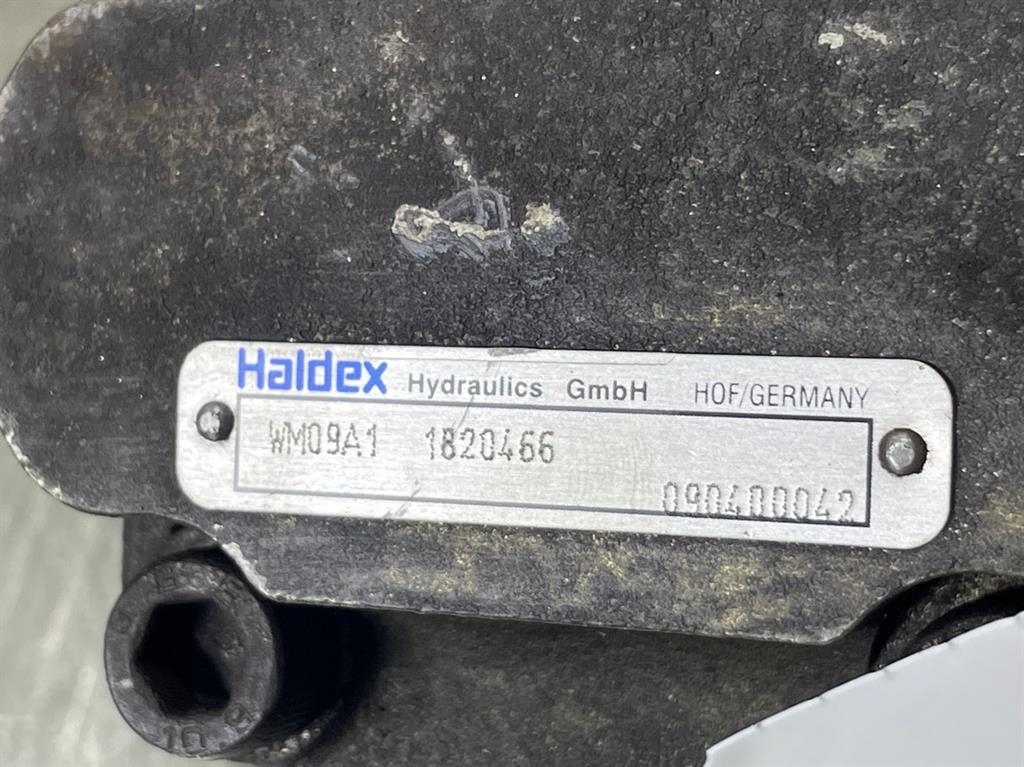 Haldex Hydraulics GmbH HOF/GERMANY
WM09A1 1820466
090400042